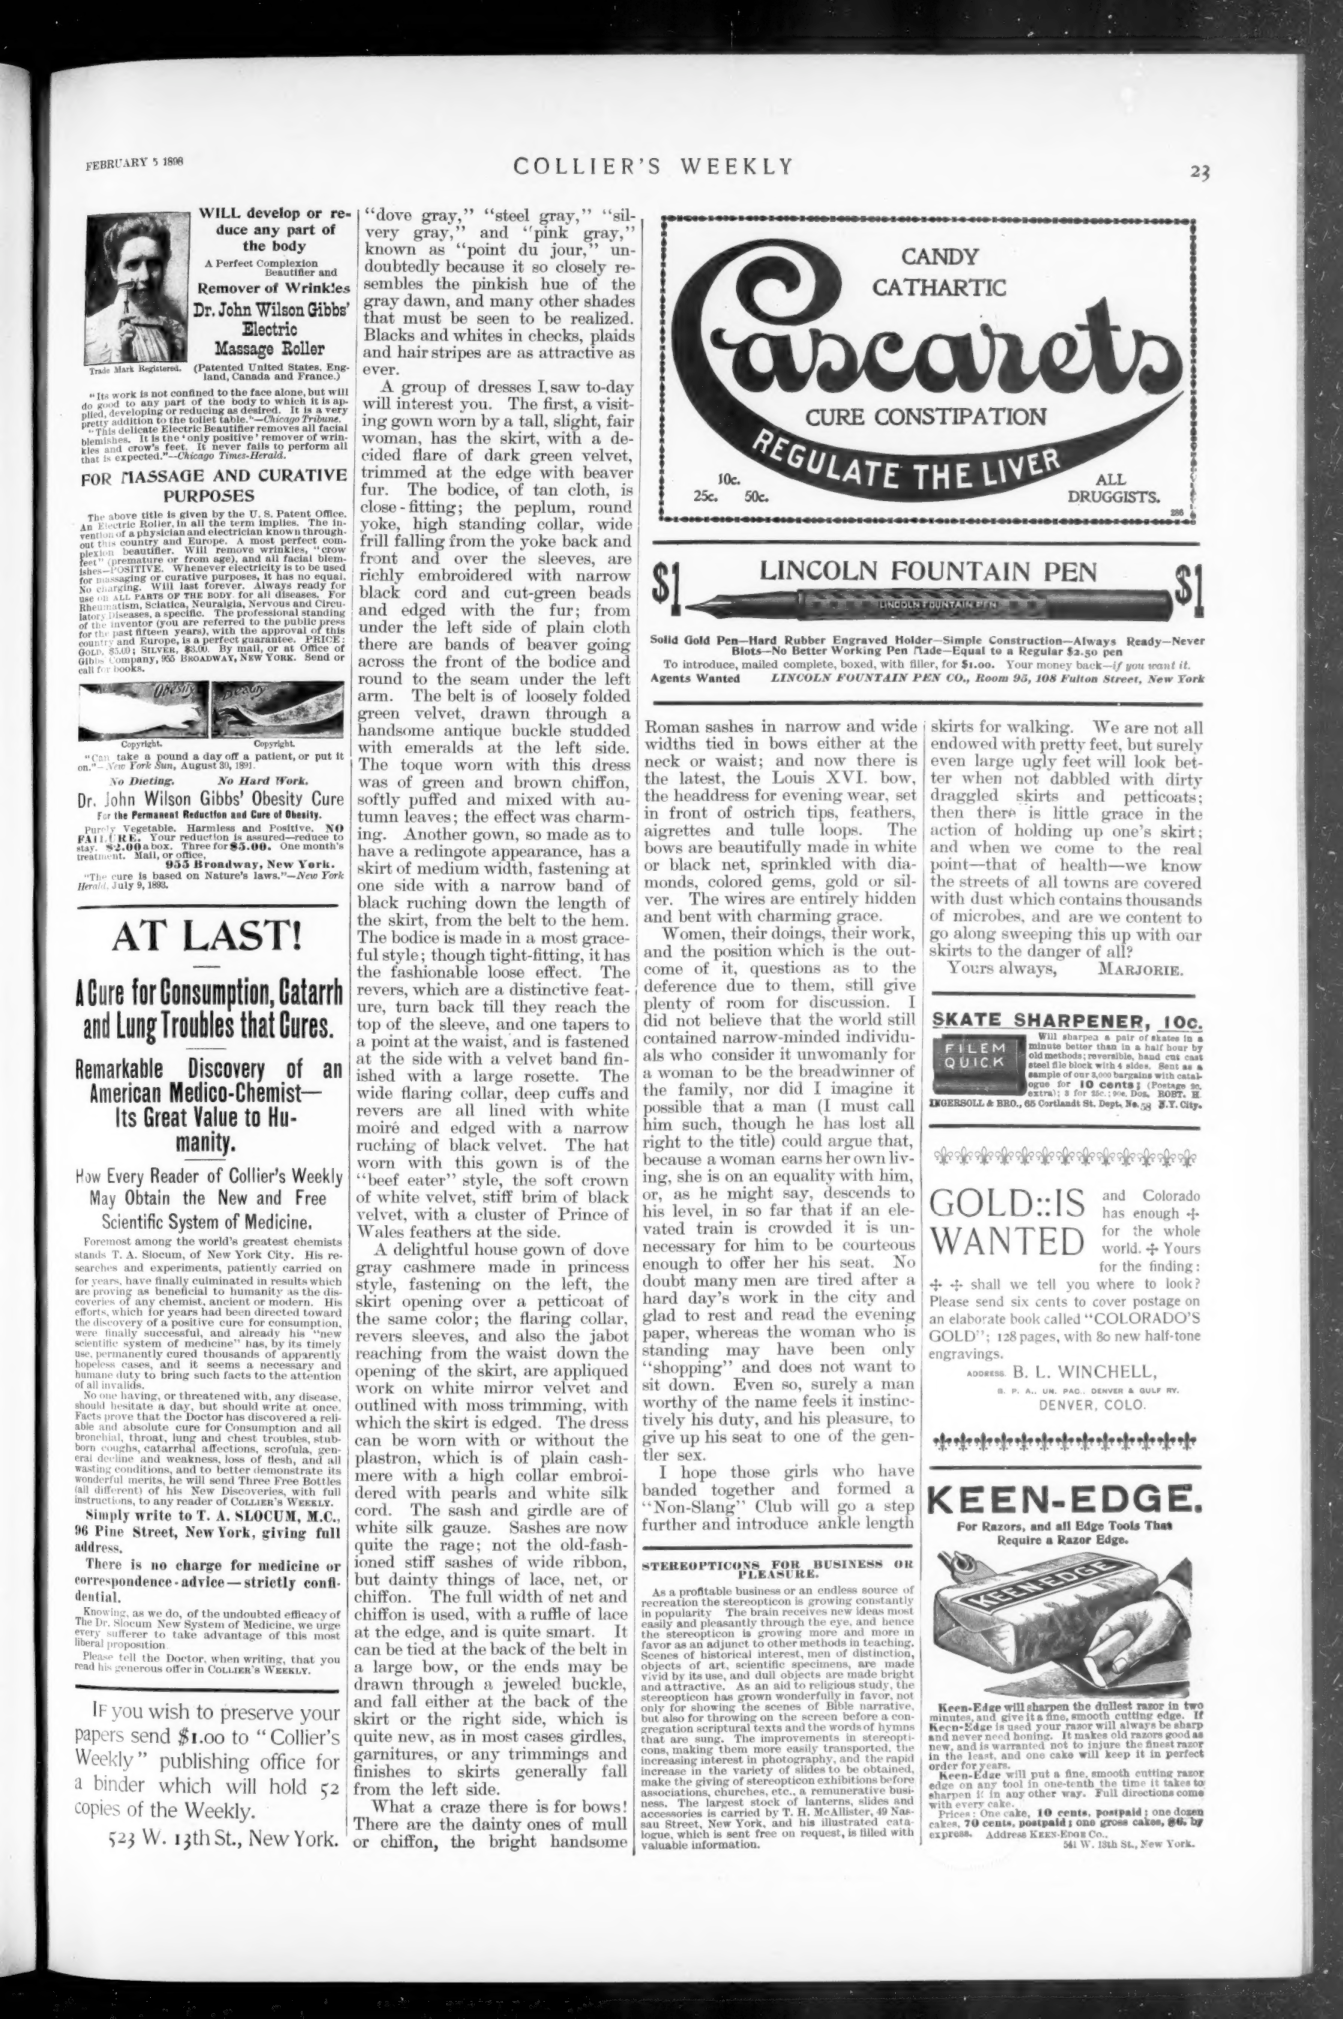 FEBRUARY 5 1898
COLLIER'S WEEKLY
23
WILL develop or re-
duce any part of
the body
A Perfect Complexion
Beautifier and
Remover of Wrinkles
Dr. John Wilson Gibbs'
Electric
Massage Roller
Trade Mark Registered.
(Patented United States, Eng-
land, Canada and France.)
"Its work is not confined to the face alone, but will
do good to any part of the body to which it is ap-
plied, developing or reducing as desired. It is a very
pretty addition to the toilet table."—Chicago Tribune.
"This delicate Electric Beautifier removes all facial
blemishes. It is the 'only positive' remover of wrin-
kles and crow's feet. It never fails to perform all
that is expected."—Chicago Times-Herald.
FOR MASSAGE AND CURATIVE
PURPOSES
The above title is given by the U. S. Patent Office.
An Electric Roller, in all the term implies. The in-
vention of a physician and electrician known through-
out this country and Europe. A most perfect com-
plexion beautifier. Will remove wrinkles, "crow
feet" (premature or from age), and all facial blem-
ishes—POSITIVE. Whenever electricity is to be used
for massaging or curative purposes, it has no equal.
No charging. Will last forever. Always ready for
use on ALL PARTS OF THE BODY, for all diseases. For
Rheumatism, Sciatica, Neuralgia, Nervous and Circu-
latory Diseases, a specific. The professional standing
of the inventor (you are referred to the public press
for the past fifteen years), with the approval of this
country and Europe, is a perfect guarantee. PRICE:
GOLD, $5.00; SILVER, $3.00. By mail, or at Office of
Gibbs Company, 955 BROADWAY, NEW YORK. Send or
call for books.
Obesity
Beauty
Copyright.
Copyright.
"Can take a pound a day off a patient, or put it
on."—New York Sun, August 30, 1891.
No Dieting. No Hard Work.
Dr. John Wilson Gibbs' Obesity Cure
For the Permanent Reduction and Cure of Obesity.
Purely Vegetable. Harmless and Positive. NO
FAILURE. Your reduction is assured—reduce to
stay. $2.00 a box. Three for $5.00. One month's
treatment. Mail, or office,
955 Broadway, New York.
"The cure is based on Nature's laws."—New York
Herald, July 9, 1893.
AT LAST!
A Cure for Consumption, Catarrh
and Lung Troubles that Cures.
Remarkable Discovery of an
American Medico-Chemist—
Its Great Value to Hu-
manity.
How Every Reader of Collier's Weekly
May Obtain the New and Free
Scientific System of Medicine.
Foremost among the world's greatest chemists
stands T. A. Slocum, of New York City. His re-
searches and experiments, patiently carried on
for years, have finally culminated in results which
are proving as beneficial to humanity as the dis-
coveries of any chemist, ancient or modern. His
efforts, which for years had been directed toward
the discovery of a positive cure for consumption,
were finally successful, and already his "new
scientific system of medicine" has, by its timely
use, permanently cured thousands of apparently
hopeless cases, and it seems a necessary and
humane duty to bring such facts to the attention
of all invalids.
No one having, or threatened with, any disease,
should hesitate a day, but should write at once.
Facts prove that the Doctor has discovered a reli-
able and absolute cure for Consumption and all
bronchial, throat, lung and chest troubles, stub-
born coughs, catarrhal affections, scrofula, gen-
eral decline and weakness, loss of flesh, and all
wasting conditions, and to better demonstrate its
wonderful merits, he will send Three Free Bottles
(all different) of his New Discoveries, with full
instructions, to any reader of COLLIER'S WEEKLY.
Simply write to T. A. SLOCUM, M.C.,
96 Pine Street, New York, giving full
address.
There is no charge for medicine or
correspondence-advice—strictly confi-
dential.
Knowing, as we do, of the undoubted efficacy of
The Dr. Slocum New System of Medicine, we urge
every sufferer to take advantage of this most
liberal proposition.
Please tell the Doctor, when writing, that you
read his generous offer in COLLIER'S WEEKLY.
IF you wish to preserve your
papers send $1.00 to "Collier's
Weekly" publishing office for
a binder which will hold 52
copies of the Weekly.
523 W. 13th St., New York.
"dove gray," "steel gray," "sil-
very gray," and "pink gray,"
known as "point du jour," un-
doubtedly because it so closely re-
sembles the pinkish hue of the
gray dawn, and many other shades
that must be seen to be realized.
Blacks and whites in checks, plaids
and hair stripes are as attractive as
ever.
A group of dresses I saw to-day
will interest you. The first, a visit-
ing gown worn by a tall, slight, fair
woman, has the skirt, with a de-
cided flare of dark green velvet,
trimmed at the edge with beaver
fur. The bodice, of tan cloth, is
close-fitting; the peplum, round
yoke, high standing collar, wide
frill falling from the yoke back and
front and over the sleeves, are
richly embroidered with narrow
black cord and cut-green beads
and edged with the fur; from
under the left side of plain cloth
there are bands of beaver going
across the front of the bodice and
round to the seam under the left
arm. The belt is of loosely folded
green velvet, drawn through a
handsome antique buckle studded
with emeralds at the left side.
The toque worn with this dress
was of green and brown chiffon,
softly puffed and mixed with au-
tumn leaves; the effect was charm-
ing. Another gown, so made as to
have a redingote appearance, has a
skirt of medium width, fastening at
one side with a narrow band of
black ruching down the length of
the skirt, from the belt to the hem.
The bodice is made in a most grace-
ful style; though tight-fitting, it has
the fashionable loose effect. The
revers, which are a distinctive feat-
ure, turn back till they reach the
top of the sleeve, and one tapers to
a point at the waist, and is fastened
at the side with a velvet band fin-
ished with a large rosette. The
wide flaring collar, deep cuffs and
revers are all lined with white
moiré and edged with a narrow
ruching of black velvet. The hat
worn with this gown is of the
"beef eater" style, the soft crown
of white velvet, stiff brim of black
velvet, with a cluster of Prince of
Wales feathers at the side.
A delightful house gown of dove
gray cashmere made in princess
style, fastening on the left, the
skirt opening over a petticoat of
the same color; the flaring collar,
revers sleeves, and also the jabot
reaching from the waist down the
opening of the skirt, are appliqued
work on white mirror velvet and
outlined with moss trimming, with
which the skirt is edged. The dress
can be worn with or without the
plastron, which is of plain cash-
mere with a high collar embroi-
dered with pearls and white silk
cord. The sash and girdle are of
white silk gauze. Sashes are now
quite the rage; not the old-fash-
ioned stiff sashes of wide ribbon,
but dainty things of lace, net, or
chiffon. The full width of net and
chiffon is used, with a ruffle of lace
at the edge, and is quite smart. It
can be tied at the back of the belt in
a large bow, or the ends may be
drawn through a jeweled buckle,
and fall either at the back of the
skirt or the right side, which is
quite new, as in most cases girdles,
garnitures, or any trimmings and
finishes to skirts generally fall
from the left side.
What a craze there is for bows!
There are the dainty ones of mull
or chiffon, the bright handsome
CANDY
CATHARTIC
Cascarets
CURE CONSTIPATION
REGULATE THE LIVER
10c.
25c. 50c.
ALL
DRUGGISTS.
286
$1
LINCOLN FOUNTAIN PEN
$1
LINCOLN FOUNTAIN PEN
Solid Gold Pen—Hard Rubber Engraved Holder—Simple Construction—Always Ready—Never
Blots—No Better Working Pen Made—Equal to a Regular $2.50 pen
To introduce, mailed complete, boxed, with filler, for $1.00. Your money back—if you want it.
Agents Wanted LINCOLN FOUNTAIN PEN CO., Room 95, 108 Fulton Street, New York
Roman sashes in narrow and wide
widths tied in bows either at the
neck or waist; and now there is
the latest, the Louis XVI. bow,
the headdress for evening wear, set
in front of ostrich tips, feathers,
aigrettes and tulle loops. The
bows are beautifully made in white
or black net, sprinkled with dia-
monds, colored gems, gold or sil-
ver. The wires are entirely hidden
and bent with charming grace.
Women, their doings, their work,
and the position which is the out-
come of it, questions as to the
deference due to them, still give
plenty of room for discussion. I
did not believe that the world still
contained narrow-minded individu-
als who consider it unwomanly for
a woman to be the breadwinner of
the family, nor did I imagine it
possible that a man (I must call
him such, though he has lost all
right to the title) could argue that,
because a woman earns her own liv-
ing, she is on an equality with him,
or, as he might say, descends to
his level, in so far that if an ele-
vated train is crowded it is un-
necessary for him to be courteous
enough to offer her his seat. No
doubt many men are tired after a
hard day's work in the city and
glad to rest and read the evening
paper, whereas the woman who is
standing may have been only
"shopping" and does not want to
sit down. Even so, surely a man
worthy of the name feels it instinc-
tively his duty, and his pleasure, to
give up his seat to one of the gen-
tler sex.
I hope those girls who have
banded together and formed a
"Non-Slang" Club will go a step
further and introduce ankle length
STEREOPTICONS FOR BUSINESS OR
PLEASURE.
As a profitable business or an endless source of
recreation the stereopticon is growing constantly
in popularity The brain receives new ideas most
easily and pleasantly through the eye, and hence
the stereopticon is growing more and more in
favor as an adjunct to other methods in teaching.
Scenes of historical interest, men of distinction,
objects of art, scientific specimens, are made
vivid by its use, and dull objects are made bright
and attractive. As an aid to religious study, the
stereopticon has grown wonderfully in favor, not
only for showing the scenes of Bible narrative,
but also for throwing on the screen before a con-
gregation scriptural texts and the words of hymns
that are sung. The improvements in stereopti-
cons, making them more easily transported, the
increasing interest in photography, and the rapid
increase in the variety of slides to be obtained,
make the giving of stereopticon exhibitions before
associations, churches, etc., a remunerative busi-
ness. The largest stock of lanterns, slides and
accessories is carried by T. H. McAllister, 49 Nas-
sau Street, New York, and his illustrated cata-
logue, which is sent free on request, is filled with
valuable information.
skirts for walking. We are not all
endowed with pretty feet, but surely
even large ugly feet will look bet-
ter when not dabbled with dirty
draggled skirts and petticoats;
then there is little grace in the
action of holding up one's skirt;
and when we come to the real
point—that of health—we know
the streets of all towns are covered
with dust which contains thousands
of microbes, and are we content to
go along sweeping this up with our
skirts to the danger of all?
Yours always, MARJORIE.
SKATE SHARPENER, 10c.
FILEM
QUICK
Will sharpen a pair of skates in a
minute better than in a half hour by
old methods; reversible, hand cut cast
steel file block with 4 sides. Sent as a
sample of our 3,000 bargains with catal-
ogue for 10 cents; (Postage 2c.
extra); 3 for 25c.; 90c. Doz. ROBT. H.
INGERSOLL & BRO., 65 Cortlandt St. Dept. No. 58 N.Y. City.
GOLD::IS
WANTED
and Colorado
has enough
for the whole
world. Yours
for the finding:
shall we tell you where to look?
Please send six cents to cover postage on
an elaborate book called "COLORADO'S
GOLD"; 128 pages, with 80 new half-tone
engravings.
ADDRESS B. L. WINCHELL,
G. P. A., UN. PAC., DENVER & GULF RY.
DENVER, COLO.
KEEN-EDGE.
For Razors, and all Edge Tools That
Require a Razor Edge.
KEEN EDGE
Keen-Edge will sharpen the dullest razor in two
minutes, and give it a fine, smooth cutting edge. If
Keen-Edge is used your razor will always be sharp
and never need honing. It makes old razors good as
new, and is warranted not to injure the finest razor
in the least, and one cake will keep it in perfect
order for years.
Keen-Edge will put a fine, smooth cutting razor
edge on any tool in one-tenth the time it takes to
sharpen it in any other way. Full directions come
with every cake.
Prices: One cake, 10 cents, postpaid; one dozen
cakes, 70 cents, postpaid; one gross cakes, $6, by
express. Address KEEN-EDGE CO.,
541 W. 13th St., New York.